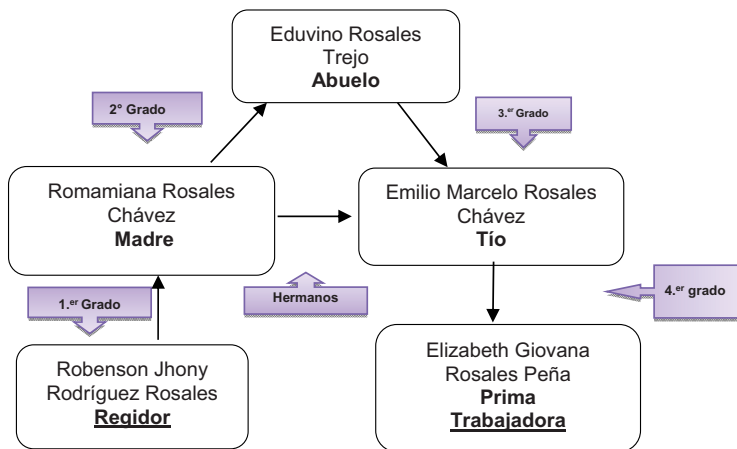 Eduvino Rosales
Trejo
Abuelo
2° Grado
3.er Grado
Romamiana Rosales
Chávez
Madre
Emilio Marcelo Rosales
Chávez
Tío
1.er Grado
Hermanos
4.er grado
Robenson Jhony
Rodríguez Rosales
Regidor
Elizabeth Giovana
Rosales Peña
Prima
Trabajadora